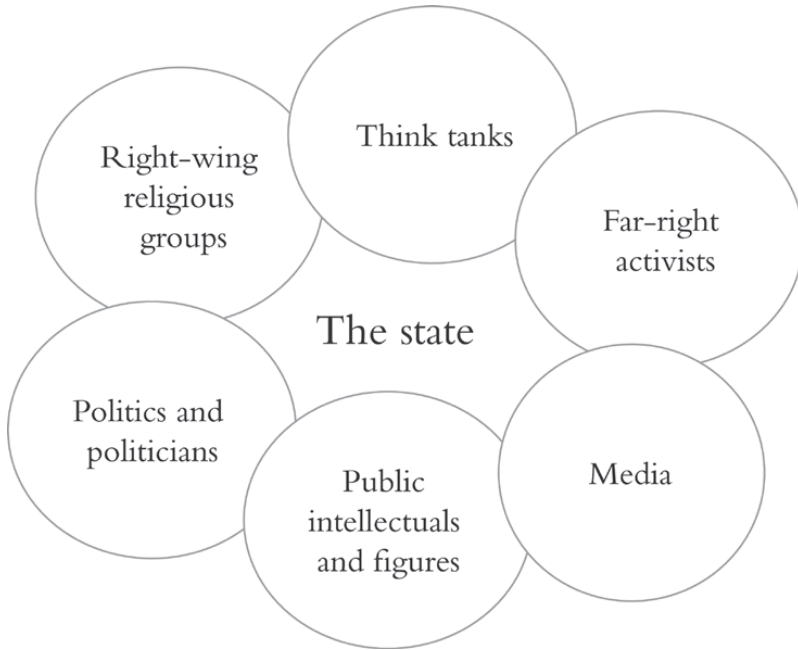 Think tanks
Right-wing
religious
groups
Far-right
activists
The state
Politics and
politicians
Public
intellectuals
and figures
Media